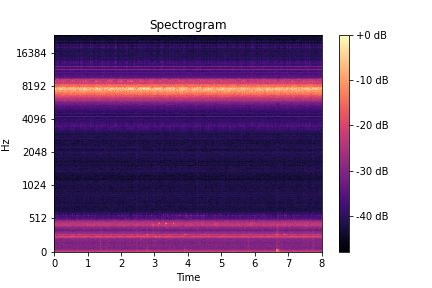 Spectrogram
16384
8192
4096
2048
1024
512
0
Hz
0 1 2 3 4 5 6 7 8
Time
+0 dB
-10 dB
-20 dB
-30 dB
-40 dB